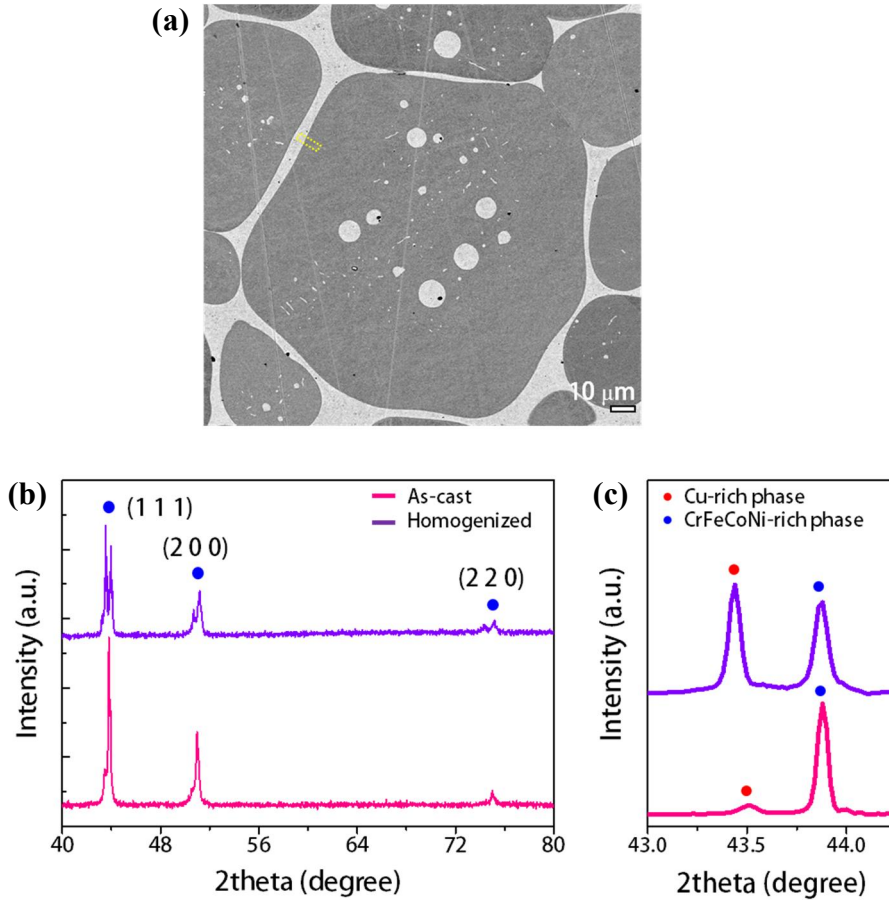 (a)
10 μm
(b)
As-cast
Homogenized
(1 1 1)
(2 0 0)
(2 2 0)
Intensity (a.u.)
40 48 56 64 72 80
2theta (degree)
(c)
Cu-rich phase
CrFeCoNi-rich phase
Intensity (a.u.)
43.0 43.5 44.0
2theta (degree)